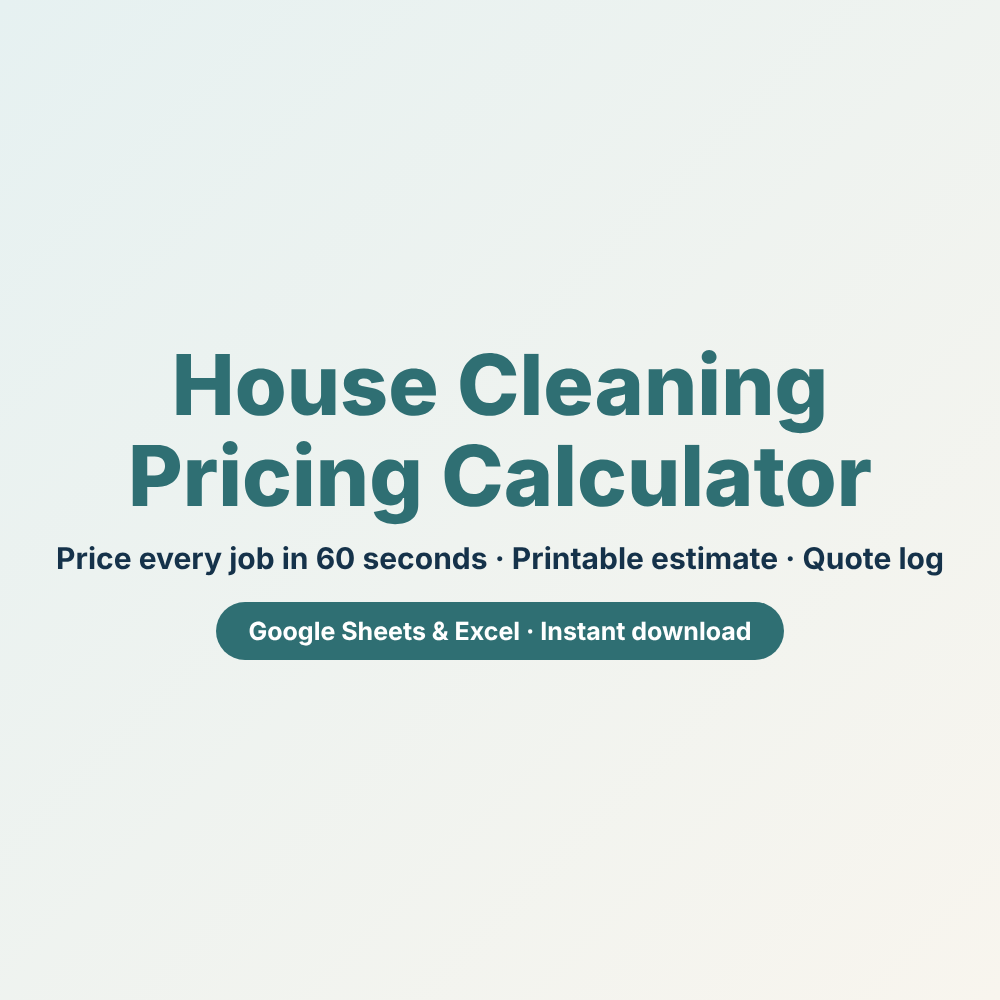 House Cleaning
Pricing Calculator
Price every job in 60 seconds · Printable estimate · Quote log
Google Sheets & Excel · Instant download